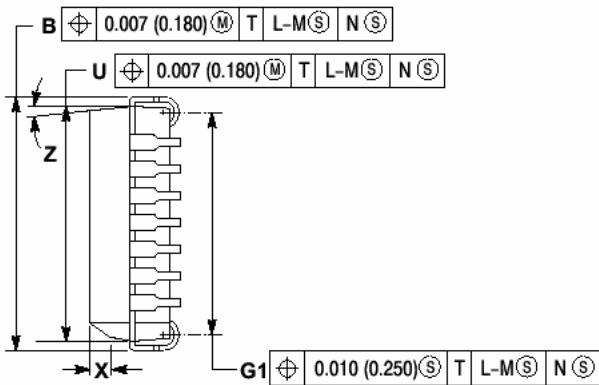 B ⌖ 0.007 (0.180) Ⓜ T L–M Ⓢ N Ⓢ
U ⌖ 0.007 (0.180) Ⓜ T L–M Ⓢ N Ⓢ
Z
X
G1 ⌖ 0.010 (0.250) Ⓢ T L–M Ⓢ N Ⓢ